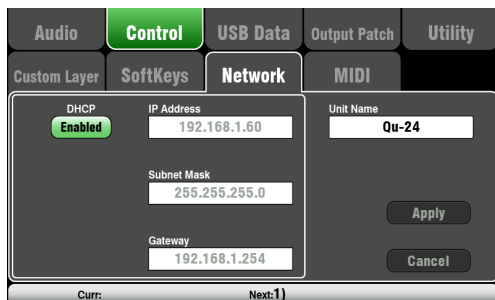 Audio Control USB Data Output Patch Utility
Custom Layer SoftKeys Network MIDI
DHCP IP Address Unit Name
Enabled 192.168.1.60 Qu-24
Subnet Mask
255.255.255.0
Apply
Gateway
192.168.1.254 Cancel
Curr: Next:1)